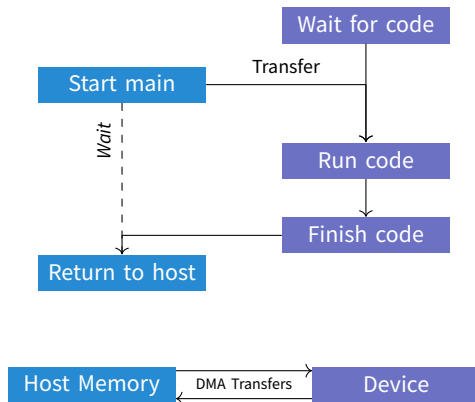 Wait for code
Transfer
Start main
Wait
Run code
Finish code
Return to host
Host Memory
DMA Transfers
Device